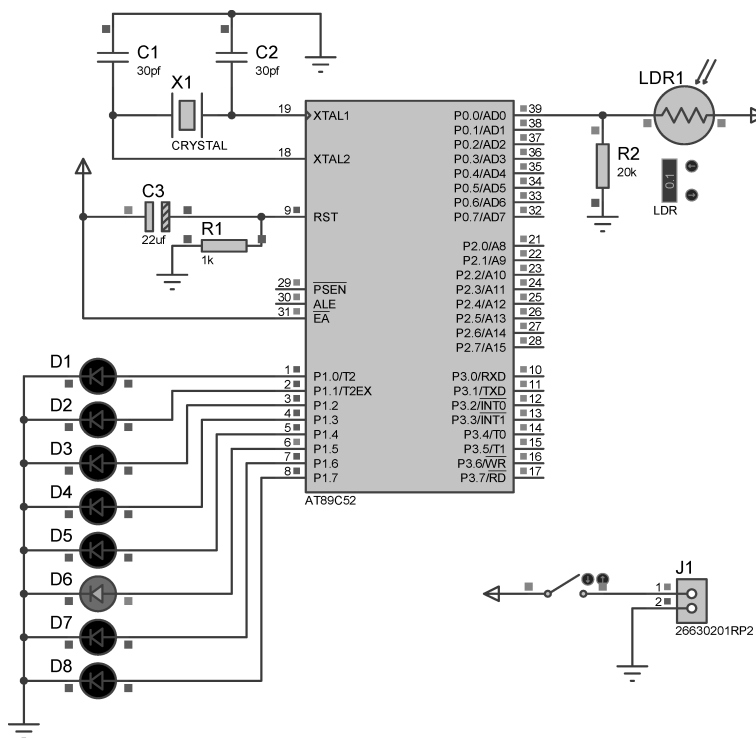 C1
30pf
C2
30pf
X1
CRYSTAL
C3
22uf
R1
1k
19 XTAL1
18 XTAL2
9 RST
29 PSEN
30 ALE
31 EA
1 P1.0/T2
2 P1.1/T2EX
3 P1.2
4 P1.3
5 P1.4
6 P1.5
7 P1.6
8 P1.7
P0.0/AD0 39
P0.1/AD1 38
P0.2/AD2 37
P0.3/AD3 36
P0.4/AD4 35
P0.5/AD5 34
P0.6/AD6 33
P0.7/AD7 32
P2.0/A8 21
P2.1/A9 22
P2.2/A10 23
P2.3/A11 24
P2.4/A12 25
P2.5/A13 26
P2.6/A14 27
P2.7/A15 28
P3.0/RXD 10
P3.1/TXD 11
P3.2/INT0 12
P3.3/INT1 13
P3.4/T0 14
P3.5/T1 15
P3.6/WR 16
P3.7/RD 17
AT89C52
LDR1
R2
20k
0.1
LDR
D1
D2
D3
D4
D5
D6
D7
D8
J1
1
2
26630201RP2